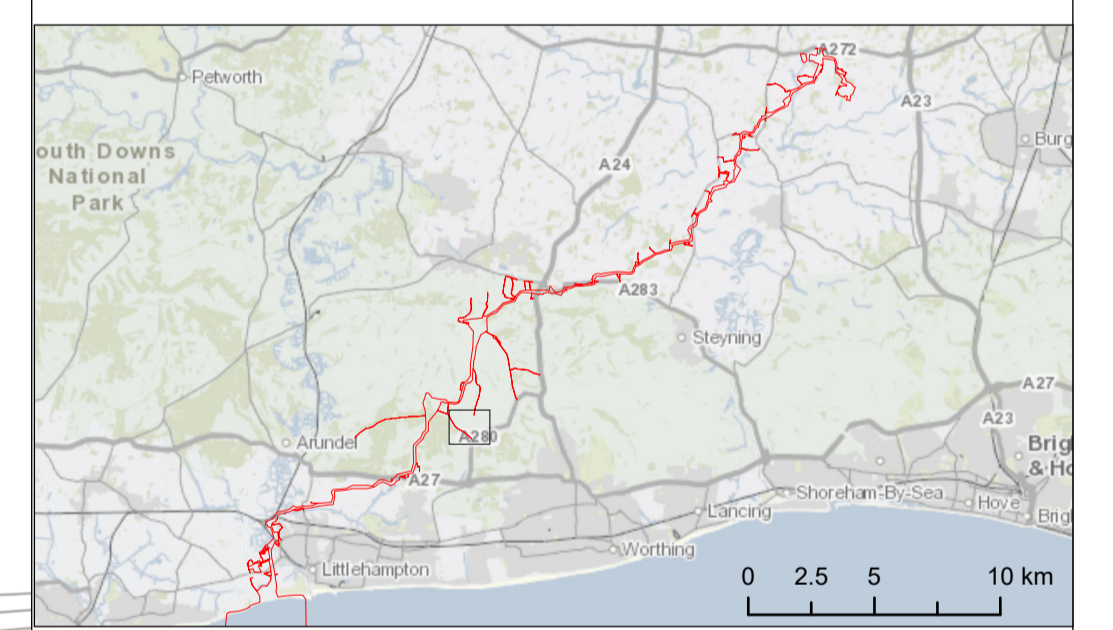 A272
Petworth
A23
Burg
outh Downs
National
Park
A24
A283
Steyning
A27
A23
Arundel
A280
Brig
& Ho
A27
Shoreham-By-Sea
Hove
Lancing
Brigh
Worthing
Littlehampton
0 2.5 5 10 km